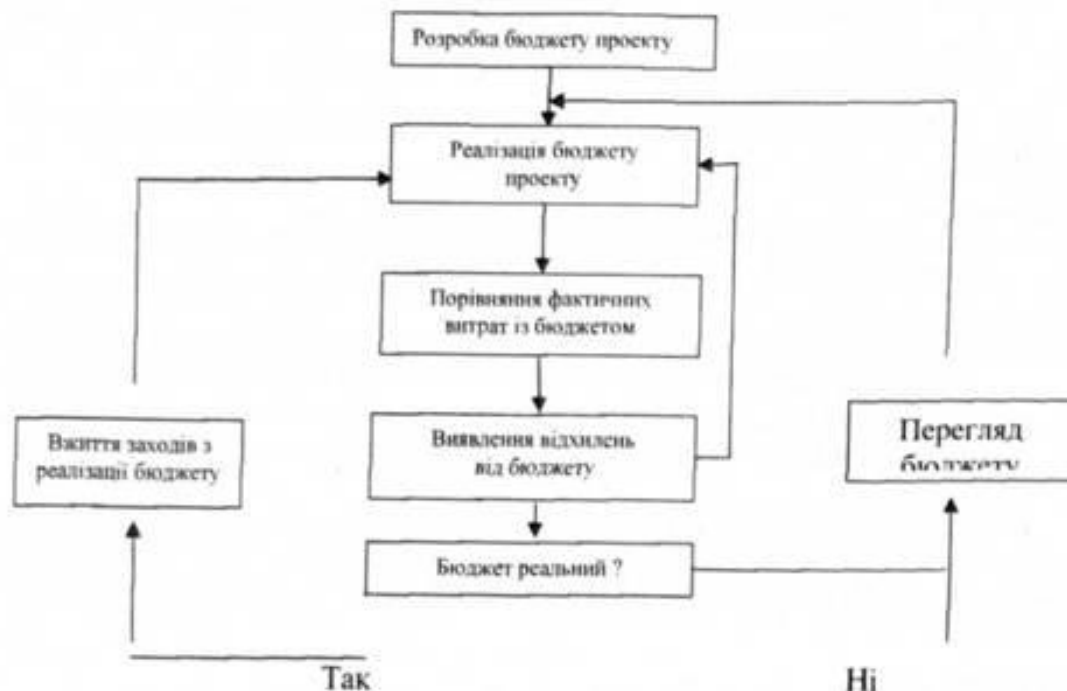 Розробка бюджету проекту
Реалізація бюджету
проекту
Порівняння фактичних
витрат із бюджетом
Вжиття заходів з
реалізації бюджету
Виявлення відхилень
від бюджету
Перегляд
бюджету
Бюджет реальний ?
Так
Ні